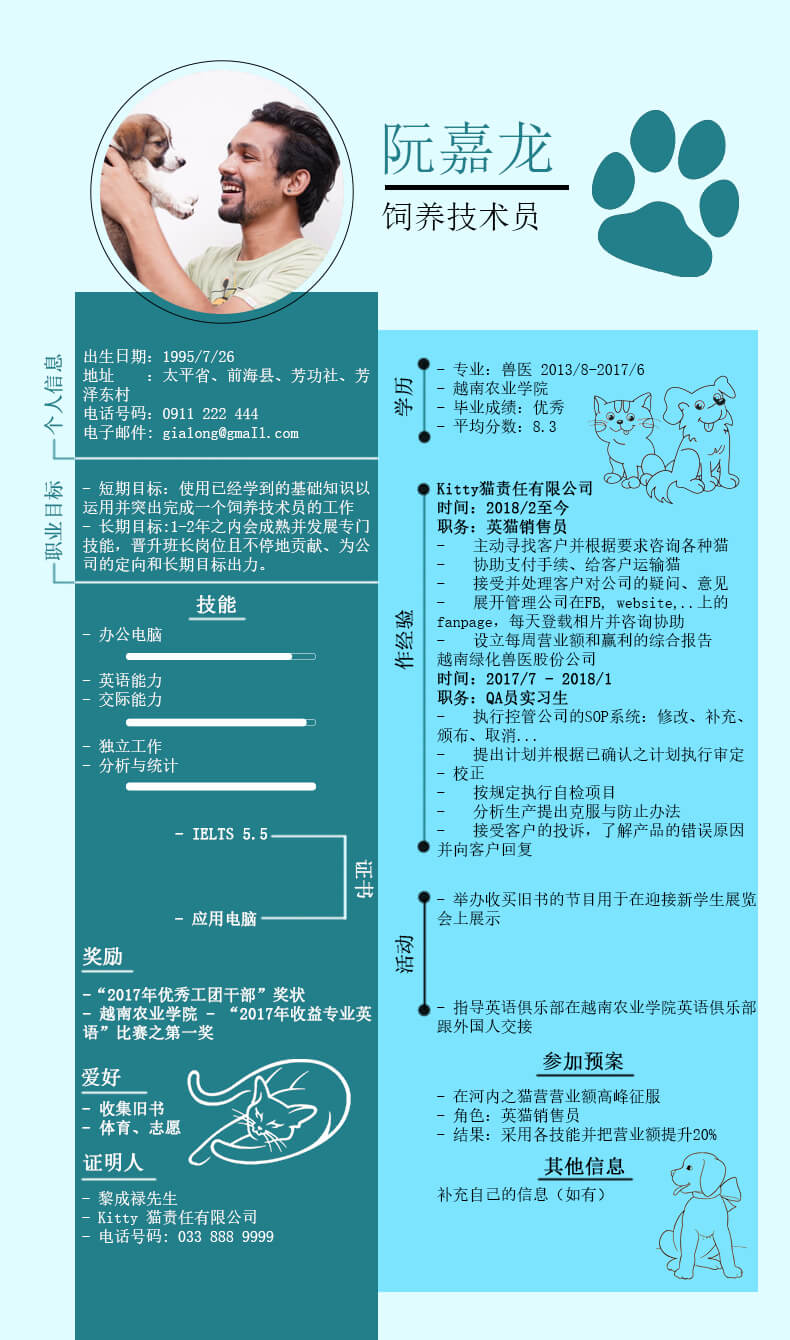 阮嘉龙
饲养技术员
个人信息
出生日期: 1995/7/26
地址　　: 太平省、前海县、芳功社、芳
泽东村
电话号码: 0911 222 444
电子邮件: gialong@gmaIl.com
职业目标
- 短期目标: 使用已经学到的基础知识以
运用并突出完成一个饲养技术员的工作
- 长期目标:1-2年之内会成熟并发展专门
技能，晋升班长岗位且不停地贡献、为公
司的定向和长期目标出力。
技能
- 办公电脑
- 英语能力
- 交际能力
- 独立工作
- 分析与统计
- IELTS 5.5
证书
- 应用电脑
奖励
-“2017年优秀工团干部”奖状
- 越南农业学院 - “2017年收益专业英
语”比赛之第一奖
爱好
- 收集旧书
- 体育、志愿
证明人
- 黎成禄先生
- Kitty 猫责任有限公司
- 电话号码: 033 888 9999
学历
- 专业: 兽医 2013/8-2017/6
- 越南农业学院
- 毕业成绩: 优秀
- 平均分数: 8.3
作经验
Kitty猫责任有限公司
时间: 2018/2至今
职务: 英猫销售员
- 主动寻找客户并根据要求咨询各种猫
- 协助支付手续、给客户运输猫
- 接受并处理客户对公司的疑问、意见
- 展开管理公司在FB, website,..上的
fanpage，每天登载相片并咨询协助
- 设立每周营业额和赢利的综合报告
越南绿化兽医股份公司
时间: 2017/7 - 2018/1
职务: QA员实习生
- 执行控管公司的SOP系统: 修改、补充、
颁布、取消...
- 提出计划并根据已确认之计划执行审定
- 校正
- 按规定执行自检项目
- 分析生产提出克服与防止办法
- 接受客户的投诉，了解产品的错误原因
并向客户回复
活动
- 举办收买旧书的节目用于在迎接新学生展览
会上展示
- 指导英语俱乐部在越南农业学院英语俱乐部
跟外国人交接
参加预案
- 在河内之猫营营业额高峰征服
- 角色: 英猫销售员
- 结果: 采用各技能并把营业额提升20%
其他信息
补充自己的信息（如有）